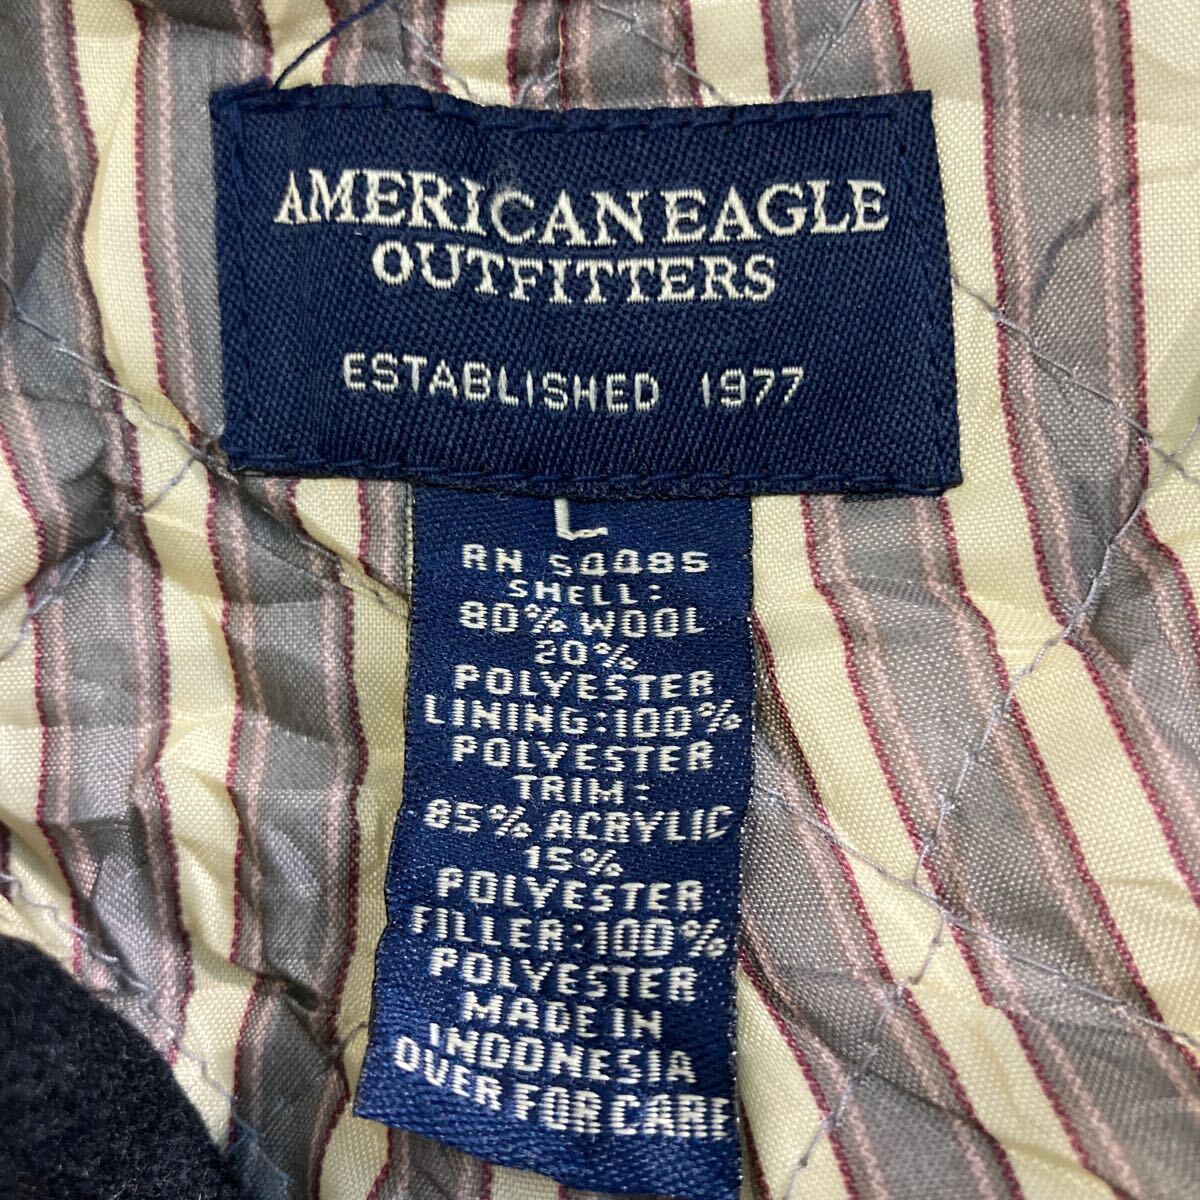 AMERICAN EAGLE
OUTFITTERS
ESTABLISHED 1977
L
RN 54485
SHELL:
80% WOOL
20%
POLYESTER
LINING:100%
POLYESTER
TRIM:
85% ACRYLIC
15%
POLYESTER
FILLER:100%
POLYESTER
MADE IN
INDONESIA
OVER FOR CARE